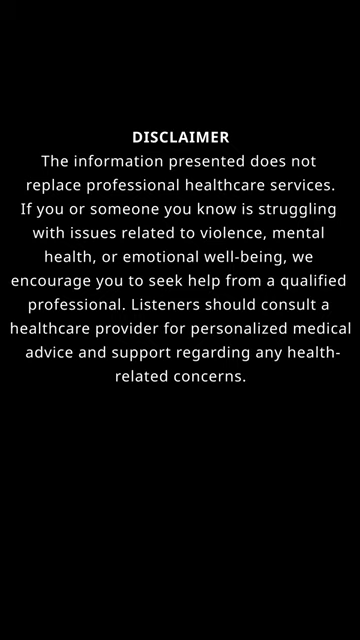 DISCLAIMER
The information presented does not
replace professional healthcare services.
If you or someone you know is struggling
with issues related to violence, mental
health, or emotional well-being, we
encourage you to seek help from a qualified
professional. Listeners should consult a
healthcare provider for personalized medical
advice and support regarding any health-
related concerns.